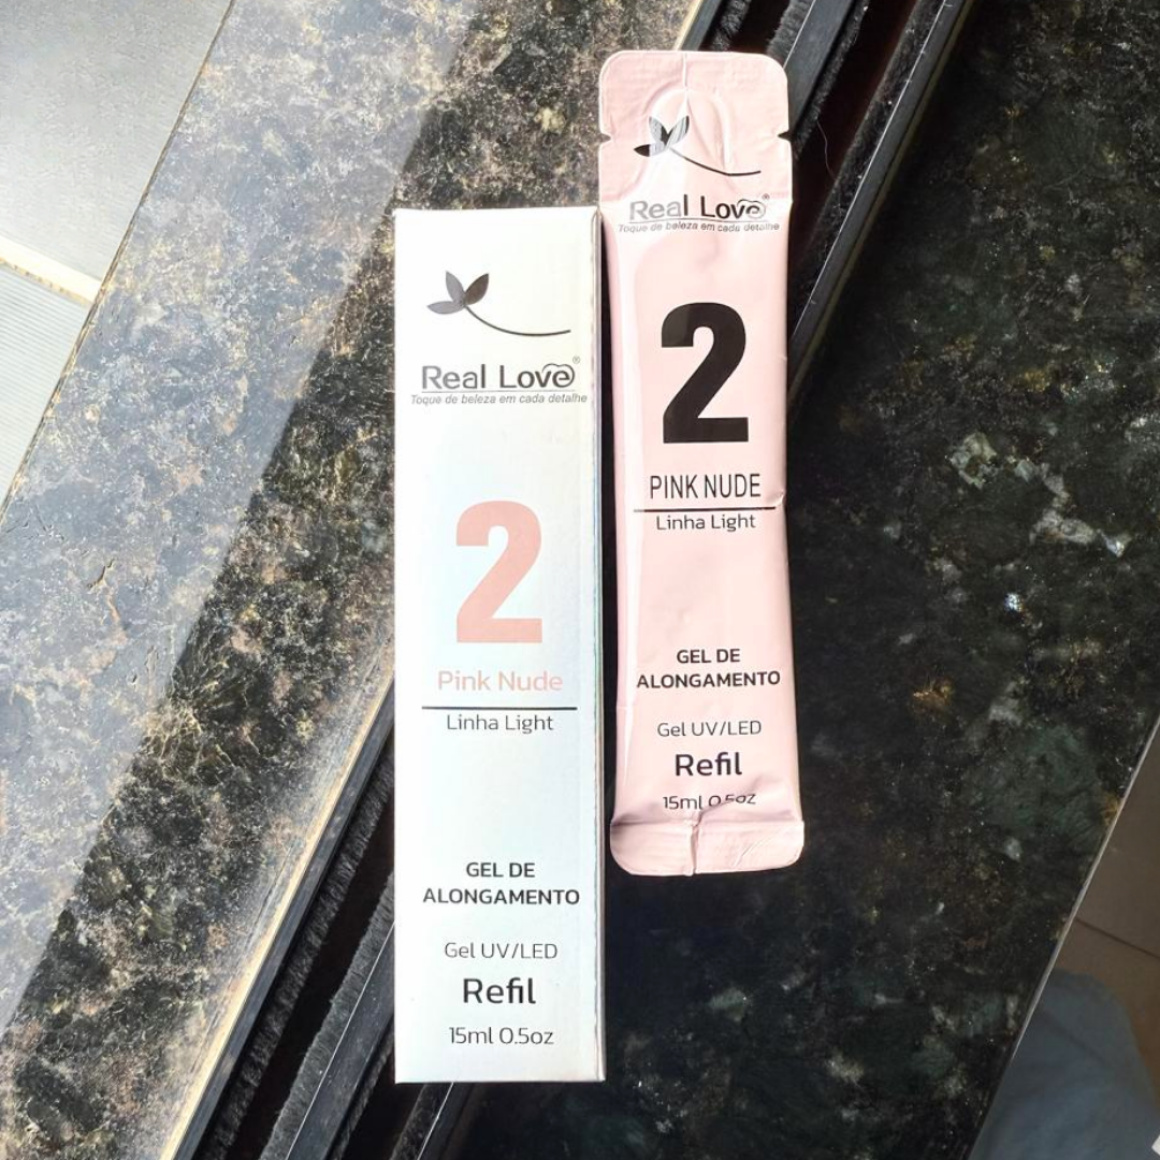 Real Love®
Toque de beleza em cada detalhe
2
Pink Nude
Linha Light
GEL DE
ALONGAMENTO
Gel UV/LED
Refil
15ml 0.5oz
Real Love®
Toque de beleza em cada detalhe
2
PINK NUDE
Linha Light
GEL DE
ALONGAMENTO
Gel UV/LED
Refil
15ml 0.5oz